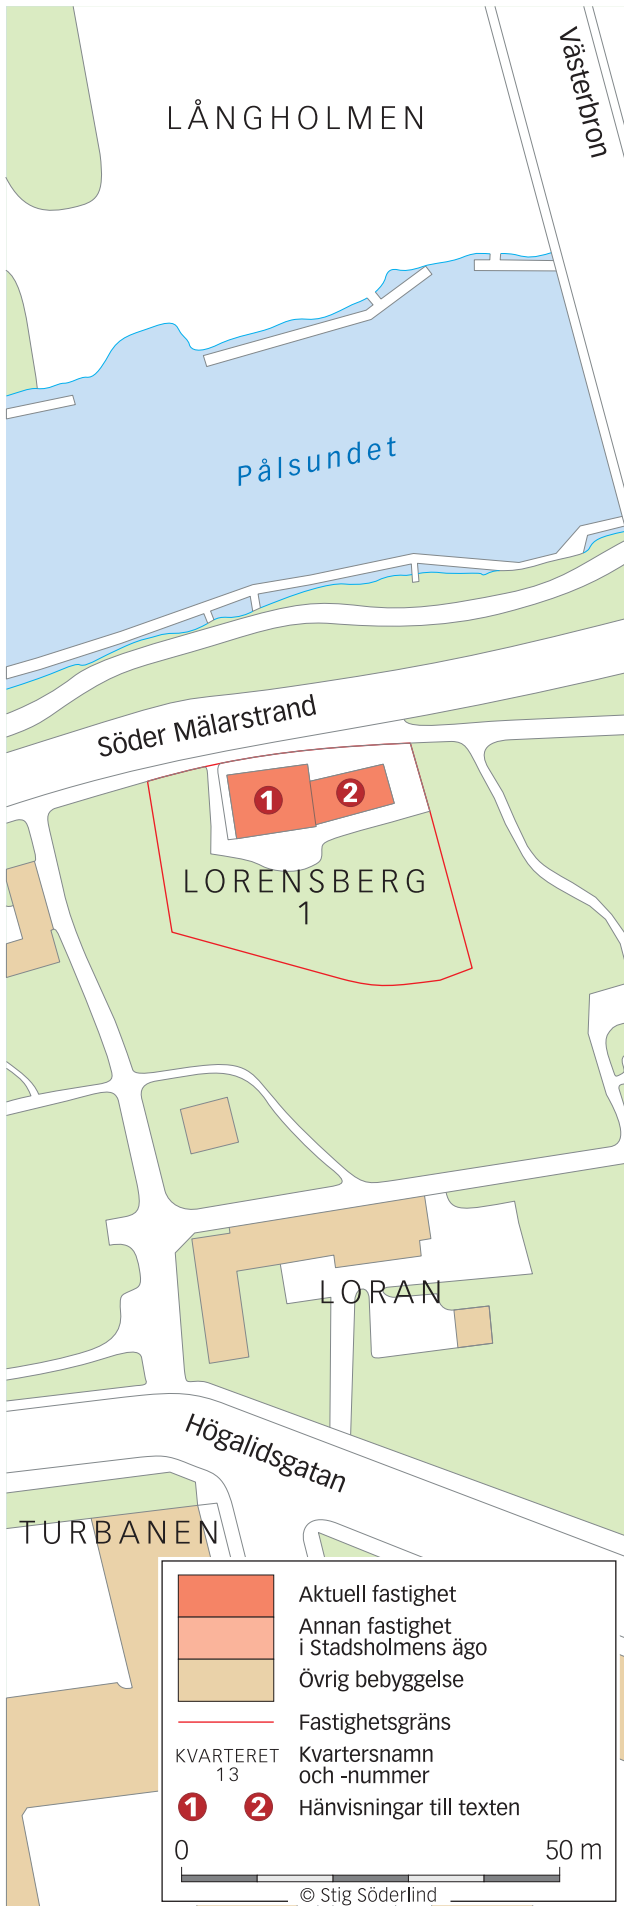 Västerbron
LÅNGHOLMEN
Pålsundet
Söder Mälarstrand
1
2
LORENSBERG
1
LORAN
Högalidsgatan
TURBANEN
Aktuell fastighet
Annan fastighet
i Stadsholmens ägo
Övrig bebyggelse
Fastighetsgräns
KVARTERET
13
Kvartersnamn
och -nummer
1 2 Hänvisningar till texten
0 50 m
© Stig Söderlind